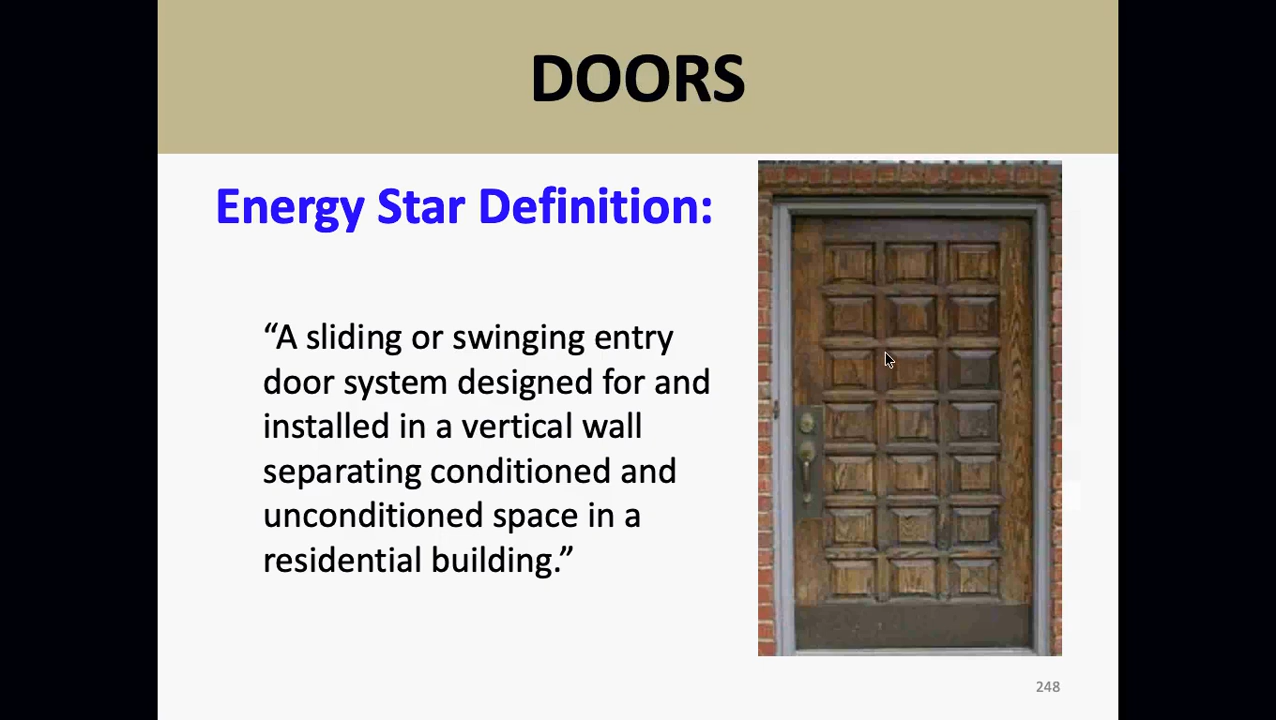 DOORS
Energy Star Definition:
“A sliding or swinging entry
door system designed for and
installed in a vertical wall
separating conditioned and
unconditioned space in a
residential building.”
248